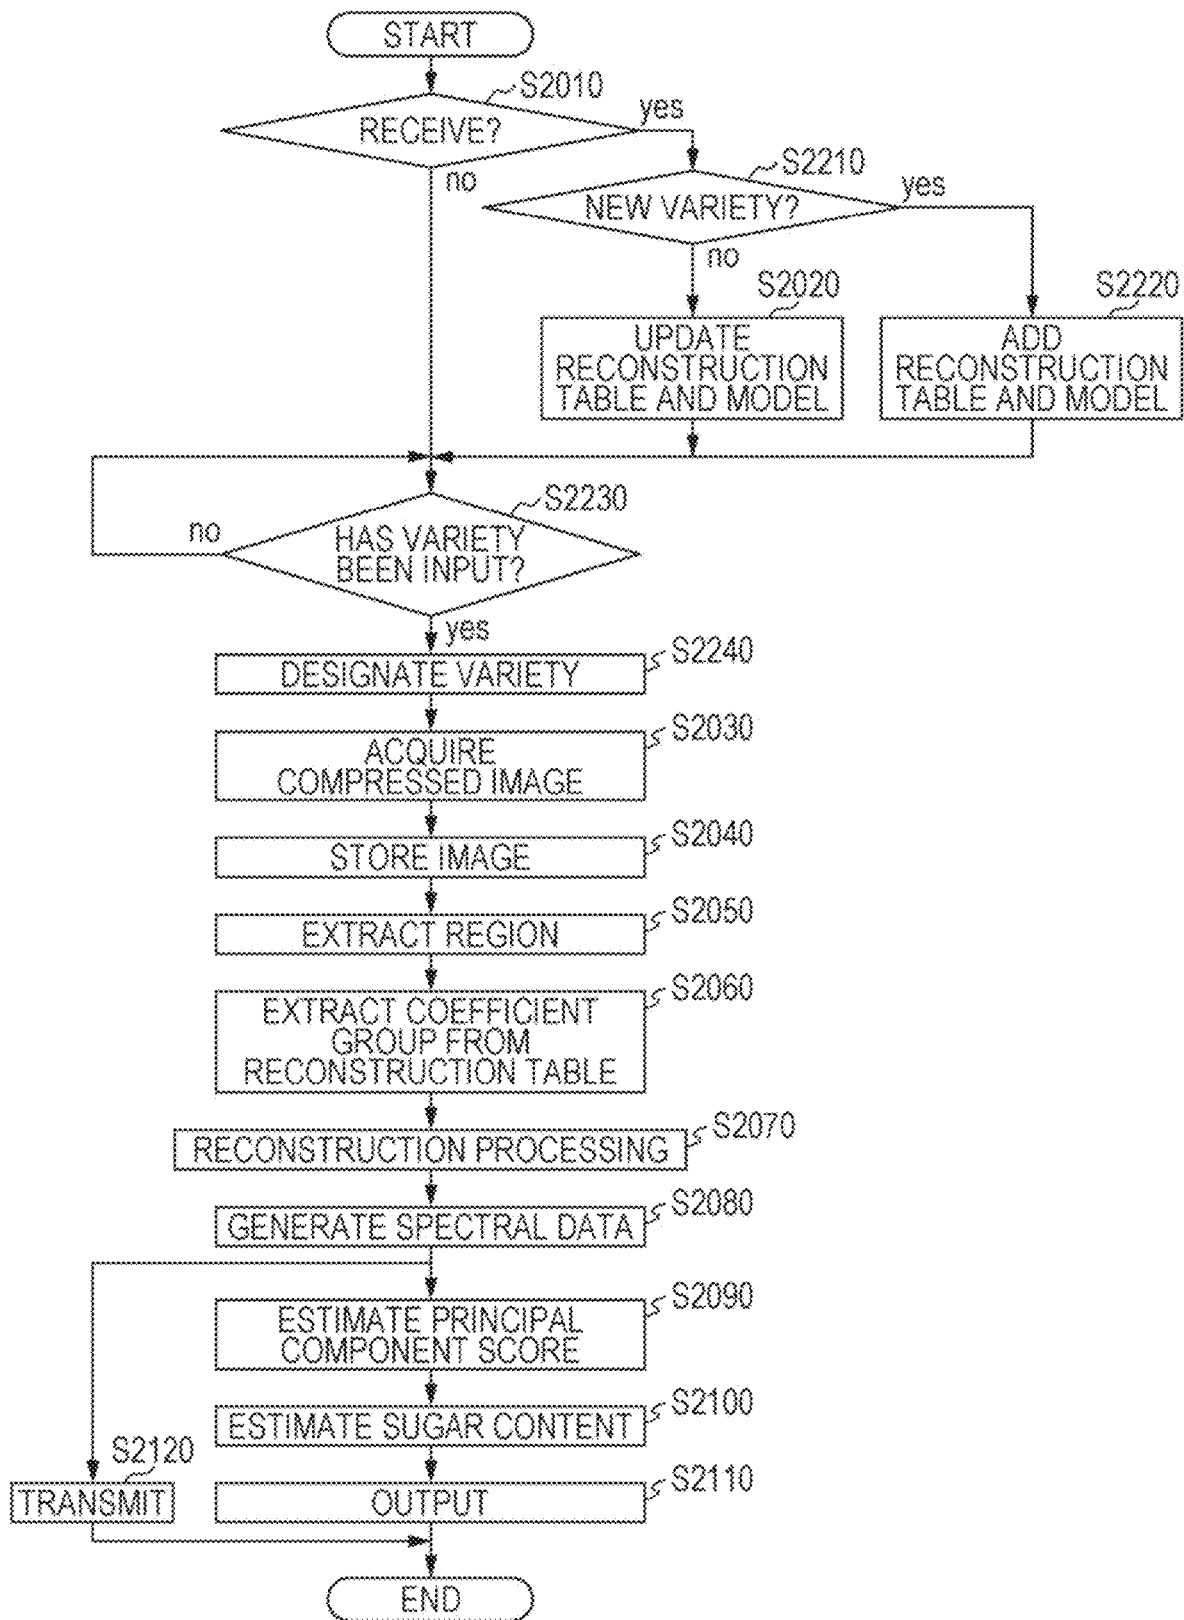 START
S2010
RECEIVE?
yes
no
S2210
NEW VARIETY?
yes
no
S2020
UPDATE
RECONSTRUCTION
TABLE AND MODEL
S2220
ADD
RECONSTRUCTION
TABLE AND MODEL
S2230
HAS VARIETY
BEEN INPUT?
no
yes
S2240
DESIGNATE VARIETY
S2030
ACQUIRE
COMPRESSED IMAGE
S2040
STORE IMAGE
S2050
EXTRACT REGION
S2060
EXTRACT COEFFICIENT
GROUP FROM
RECONSTRUCTION TABLE
S2070
RECONSTRUCTION PROCESSING
S2080
GENERATE SPECTRAL DATA
S2090
ESTIMATE PRINCIPAL
COMPONENT SCORE
S2100
ESTIMATE SUGAR CONTENT
S2120
TRANSMIT
S2110
OUTPUT
END